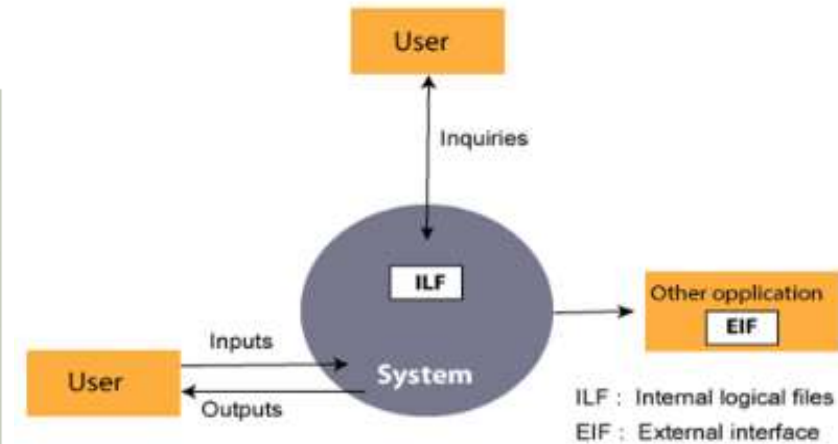 User
Inquiries
ILF
Other opplication
EIF
Inputs
System
User
Outputs
ILF : Internal logical files
EIF : External interface